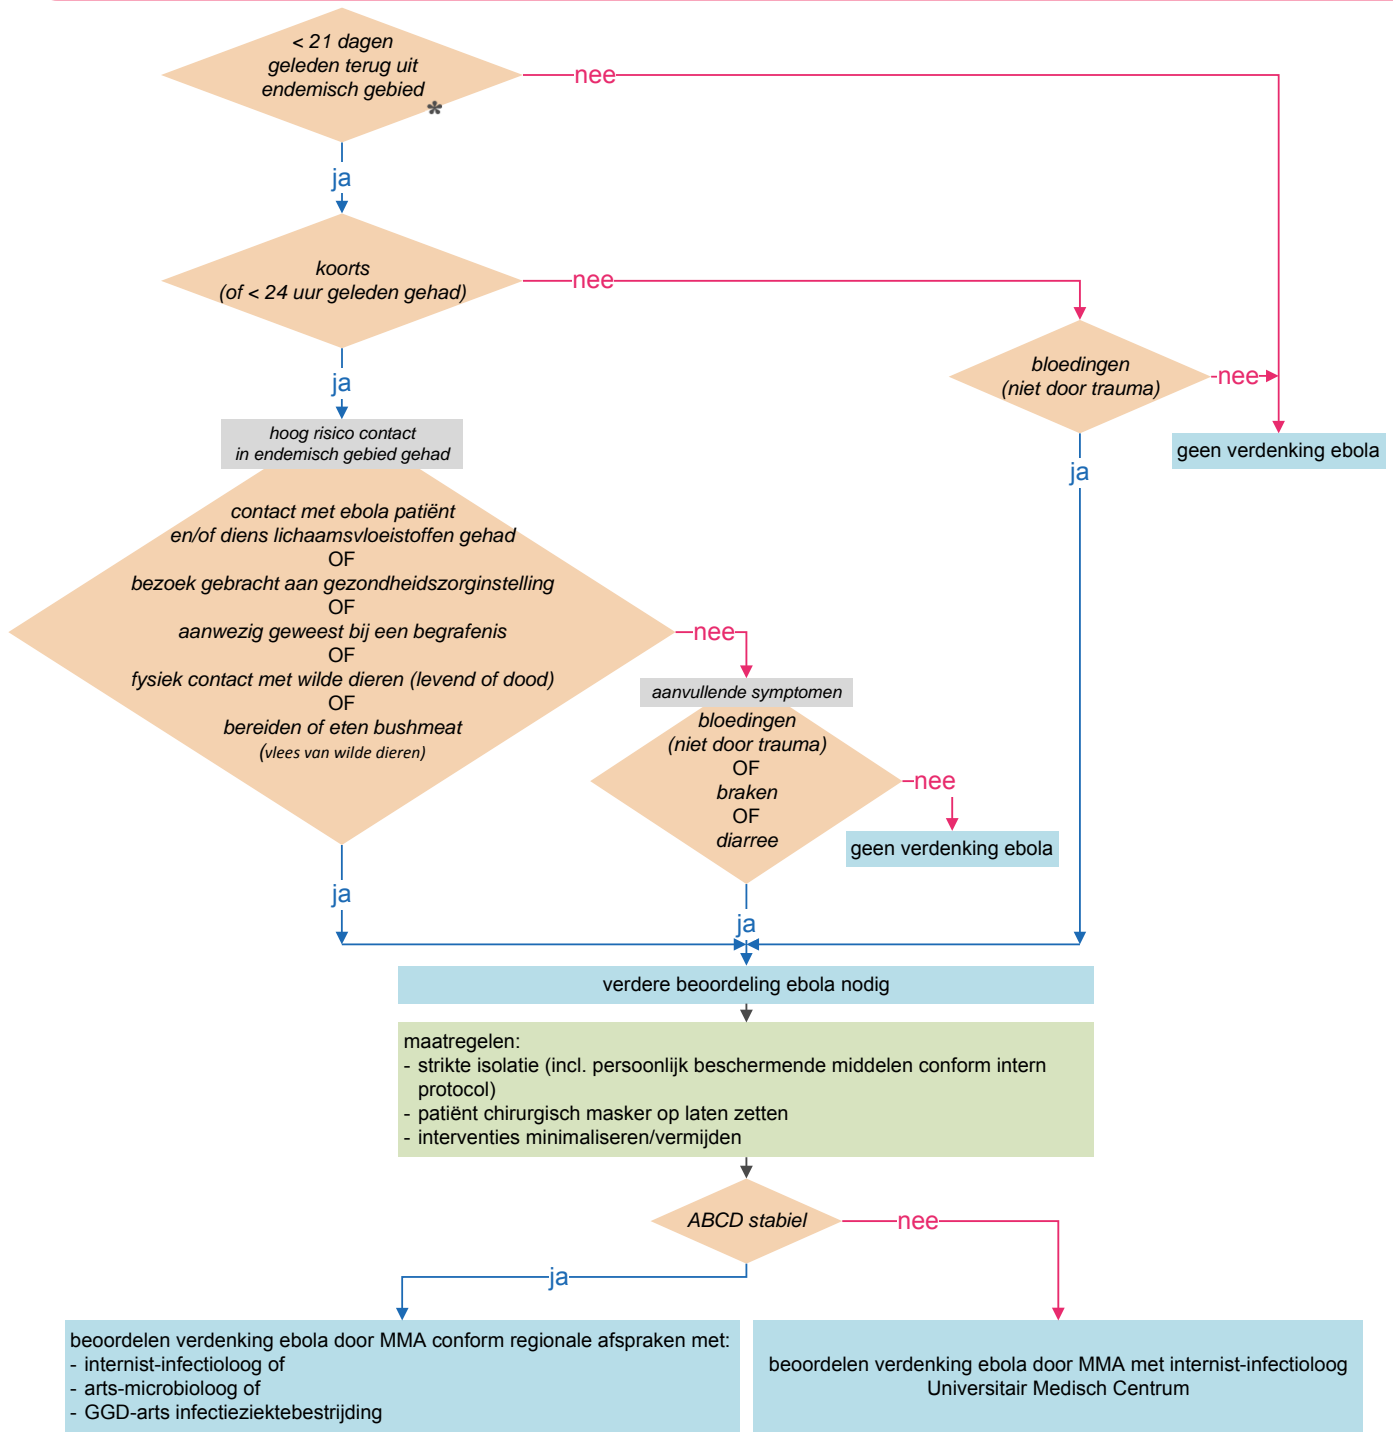 < 21 dagen
geleden terug uit
endemisch gebied
*
nee
ja
koorts
(of < 24 uur geleden gehad)
nee
bloedingen
(niet door trauma)
nee
ja
geen verdenking ebola
ja
hoog risico contact
in endemisch gebied gehad
contact met ebola patiënt
en/of diens lichaamsvloeistoffen gehad
OF
bezoek gebracht aan gezondheidszorginstelling
OF
aanwezig geweest bij een begrafenis
OF
fysiek contact met wilde dieren (levend of dood)
OF
bereiden of eten bushmeat
(vlees van wilde dieren)
nee
aanvullende symptomen
bloedingen
(niet door trauma)
OF
braken
OF
diarree
nee
geen verdenking ebola
ja
ja
verdere beoordeling ebola nodig
maatregelen:
- strikte isolatie (incl. persoonlijk beschermende middelen conform intern
protocol)
- patiënt chirurgisch masker op laten zetten
- interventies minimaliseren/vermijden
ABCD stabiel
nee
ja
beoordelen verdenking ebola door MMA conform regionale afspraken met:
- internist-infectioloog of
- arts-microbioloog of
- GGD-arts infectieziektebestrijding
beoordelen verdenking ebola door MMA met internist-infectioloog
Universitair Medisch Centrum